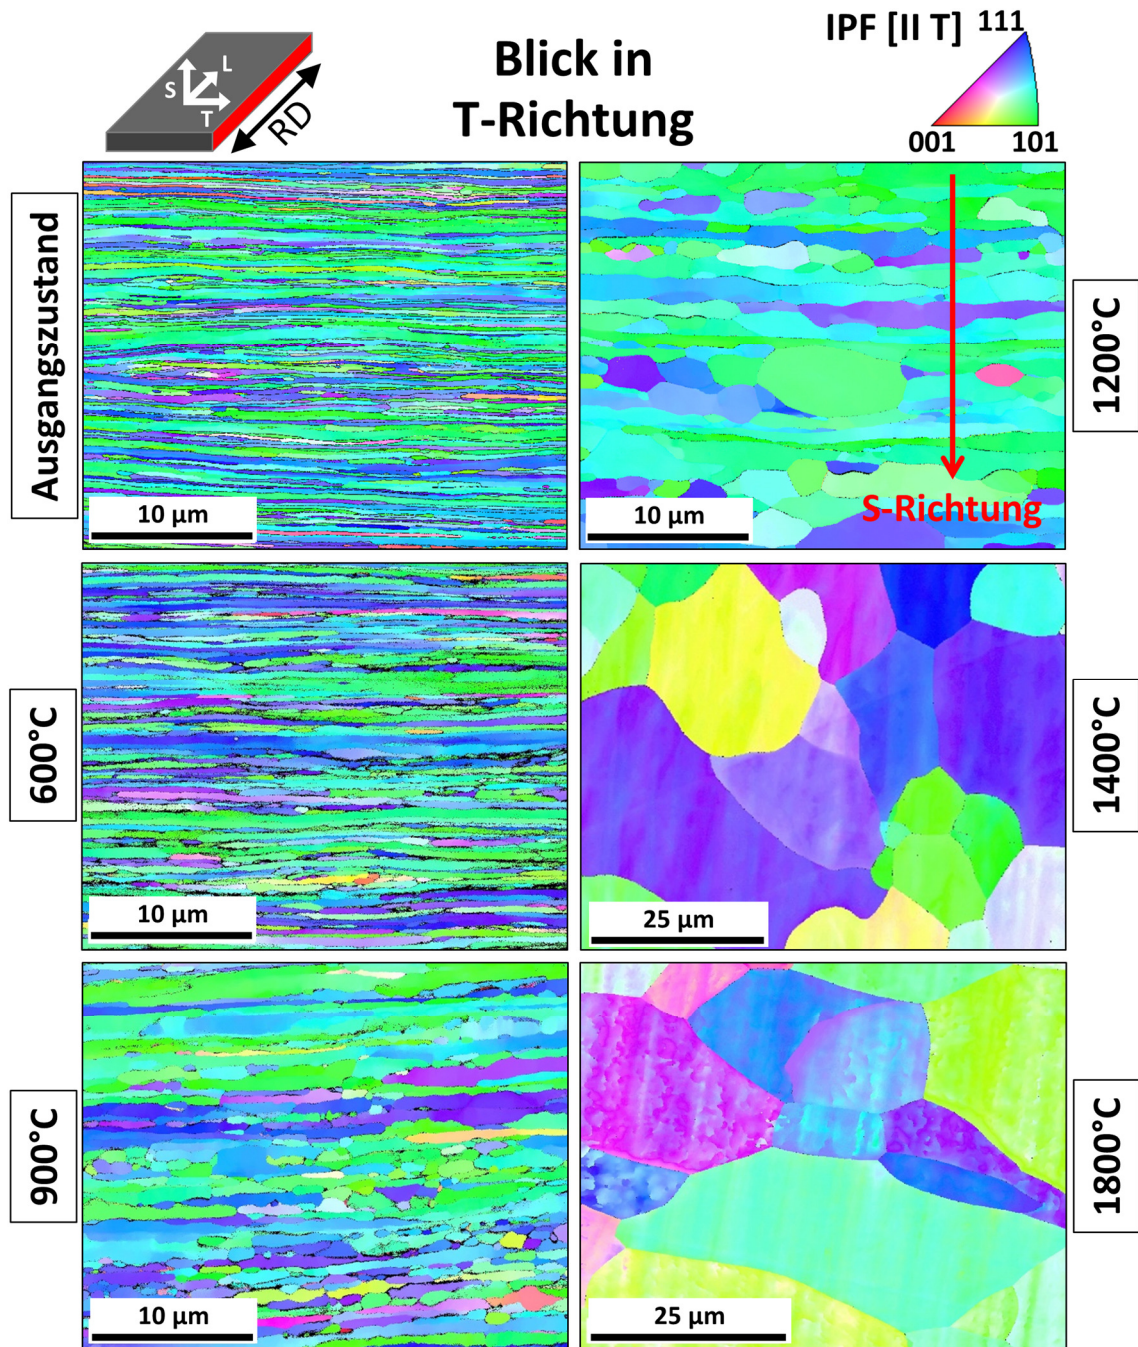 Blick in
T-Richtung
S
L
T
RD
IPF [II T]
111
001
101
Ausgangszustand
10 µm
1200°C
S-Richtung
10 µm
600°C
10 µm
1400°C
25 µm
900°C
10 µm
1800°C
25 µm